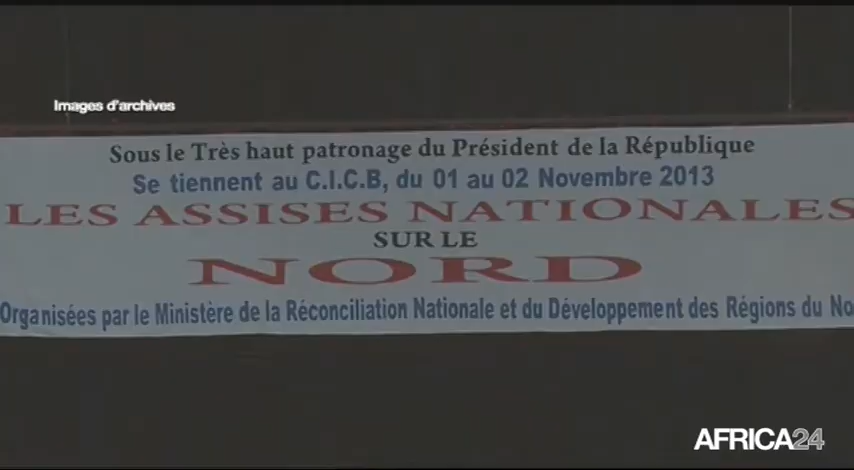 Images d'archives
Sous le Très haut patronage du Président de la République
Se tiennent au C.I.C.B, du 01 au 02 Novembre 2013
LES ASSISES NATIONALES
SUR LE
NORD
Organisées par le Ministère de la Réconciliation Nationale et du Développement des Régions du No
AFRICA24